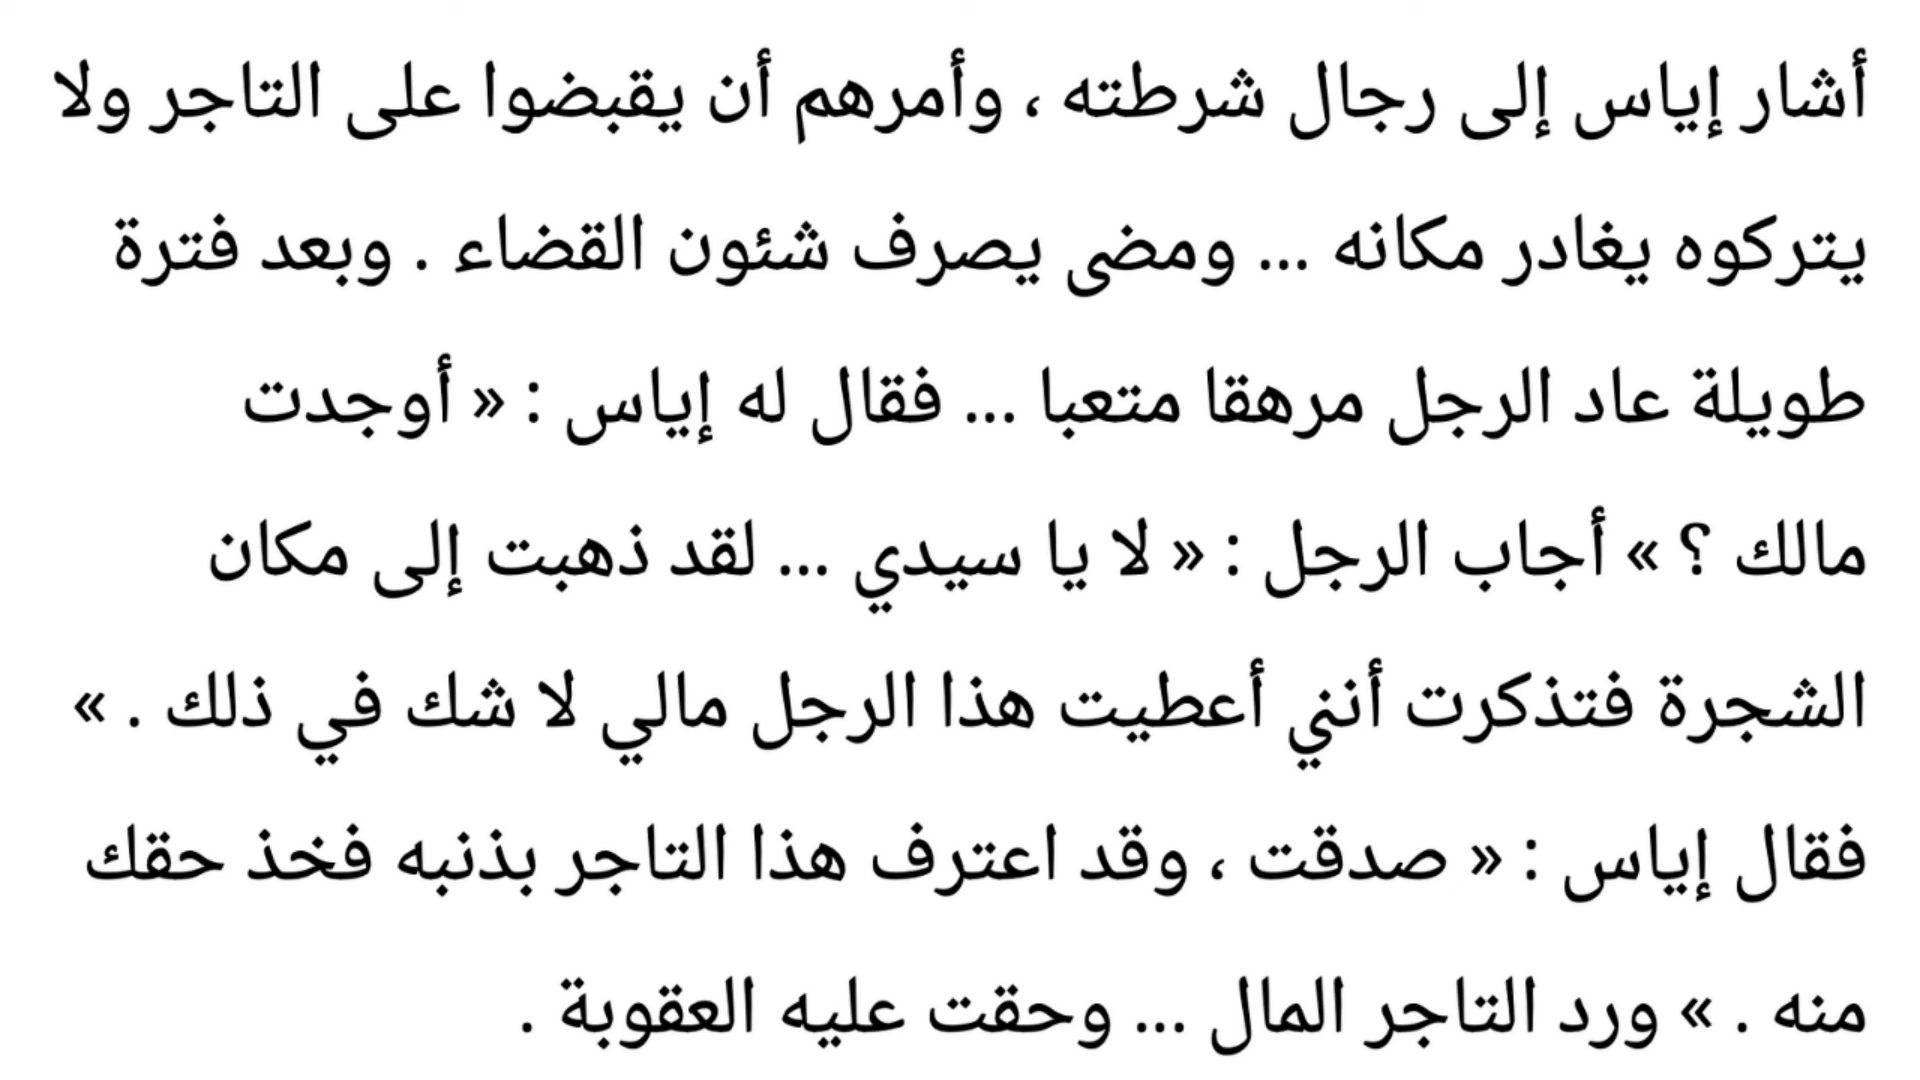 أشار إياس إلى رجال شرطته ، وأمرهم أن يقبضوا على التاجر ولا
يتركوه يغادر مكانه ... ومضى يصرف شئون القضاء . وبعد فترة
طويلة عاد الرجل مرهقا متعبا ... فقال له إياس : « أوجدت
مالك ؟ » أجاب الرجل : « لا يا سيدي ... لقد ذهبت إلى مكان
الشجرة فتذكرت أنني أعطيت هذا الرجل مالي لا شك في ذلك . »
فقال إياس : « صدقت ، وقد اعترف هذا التاجر بذنبه فخذ حقك
منه . » ورد التاجر المال ... وحقت عليه العقوبة .